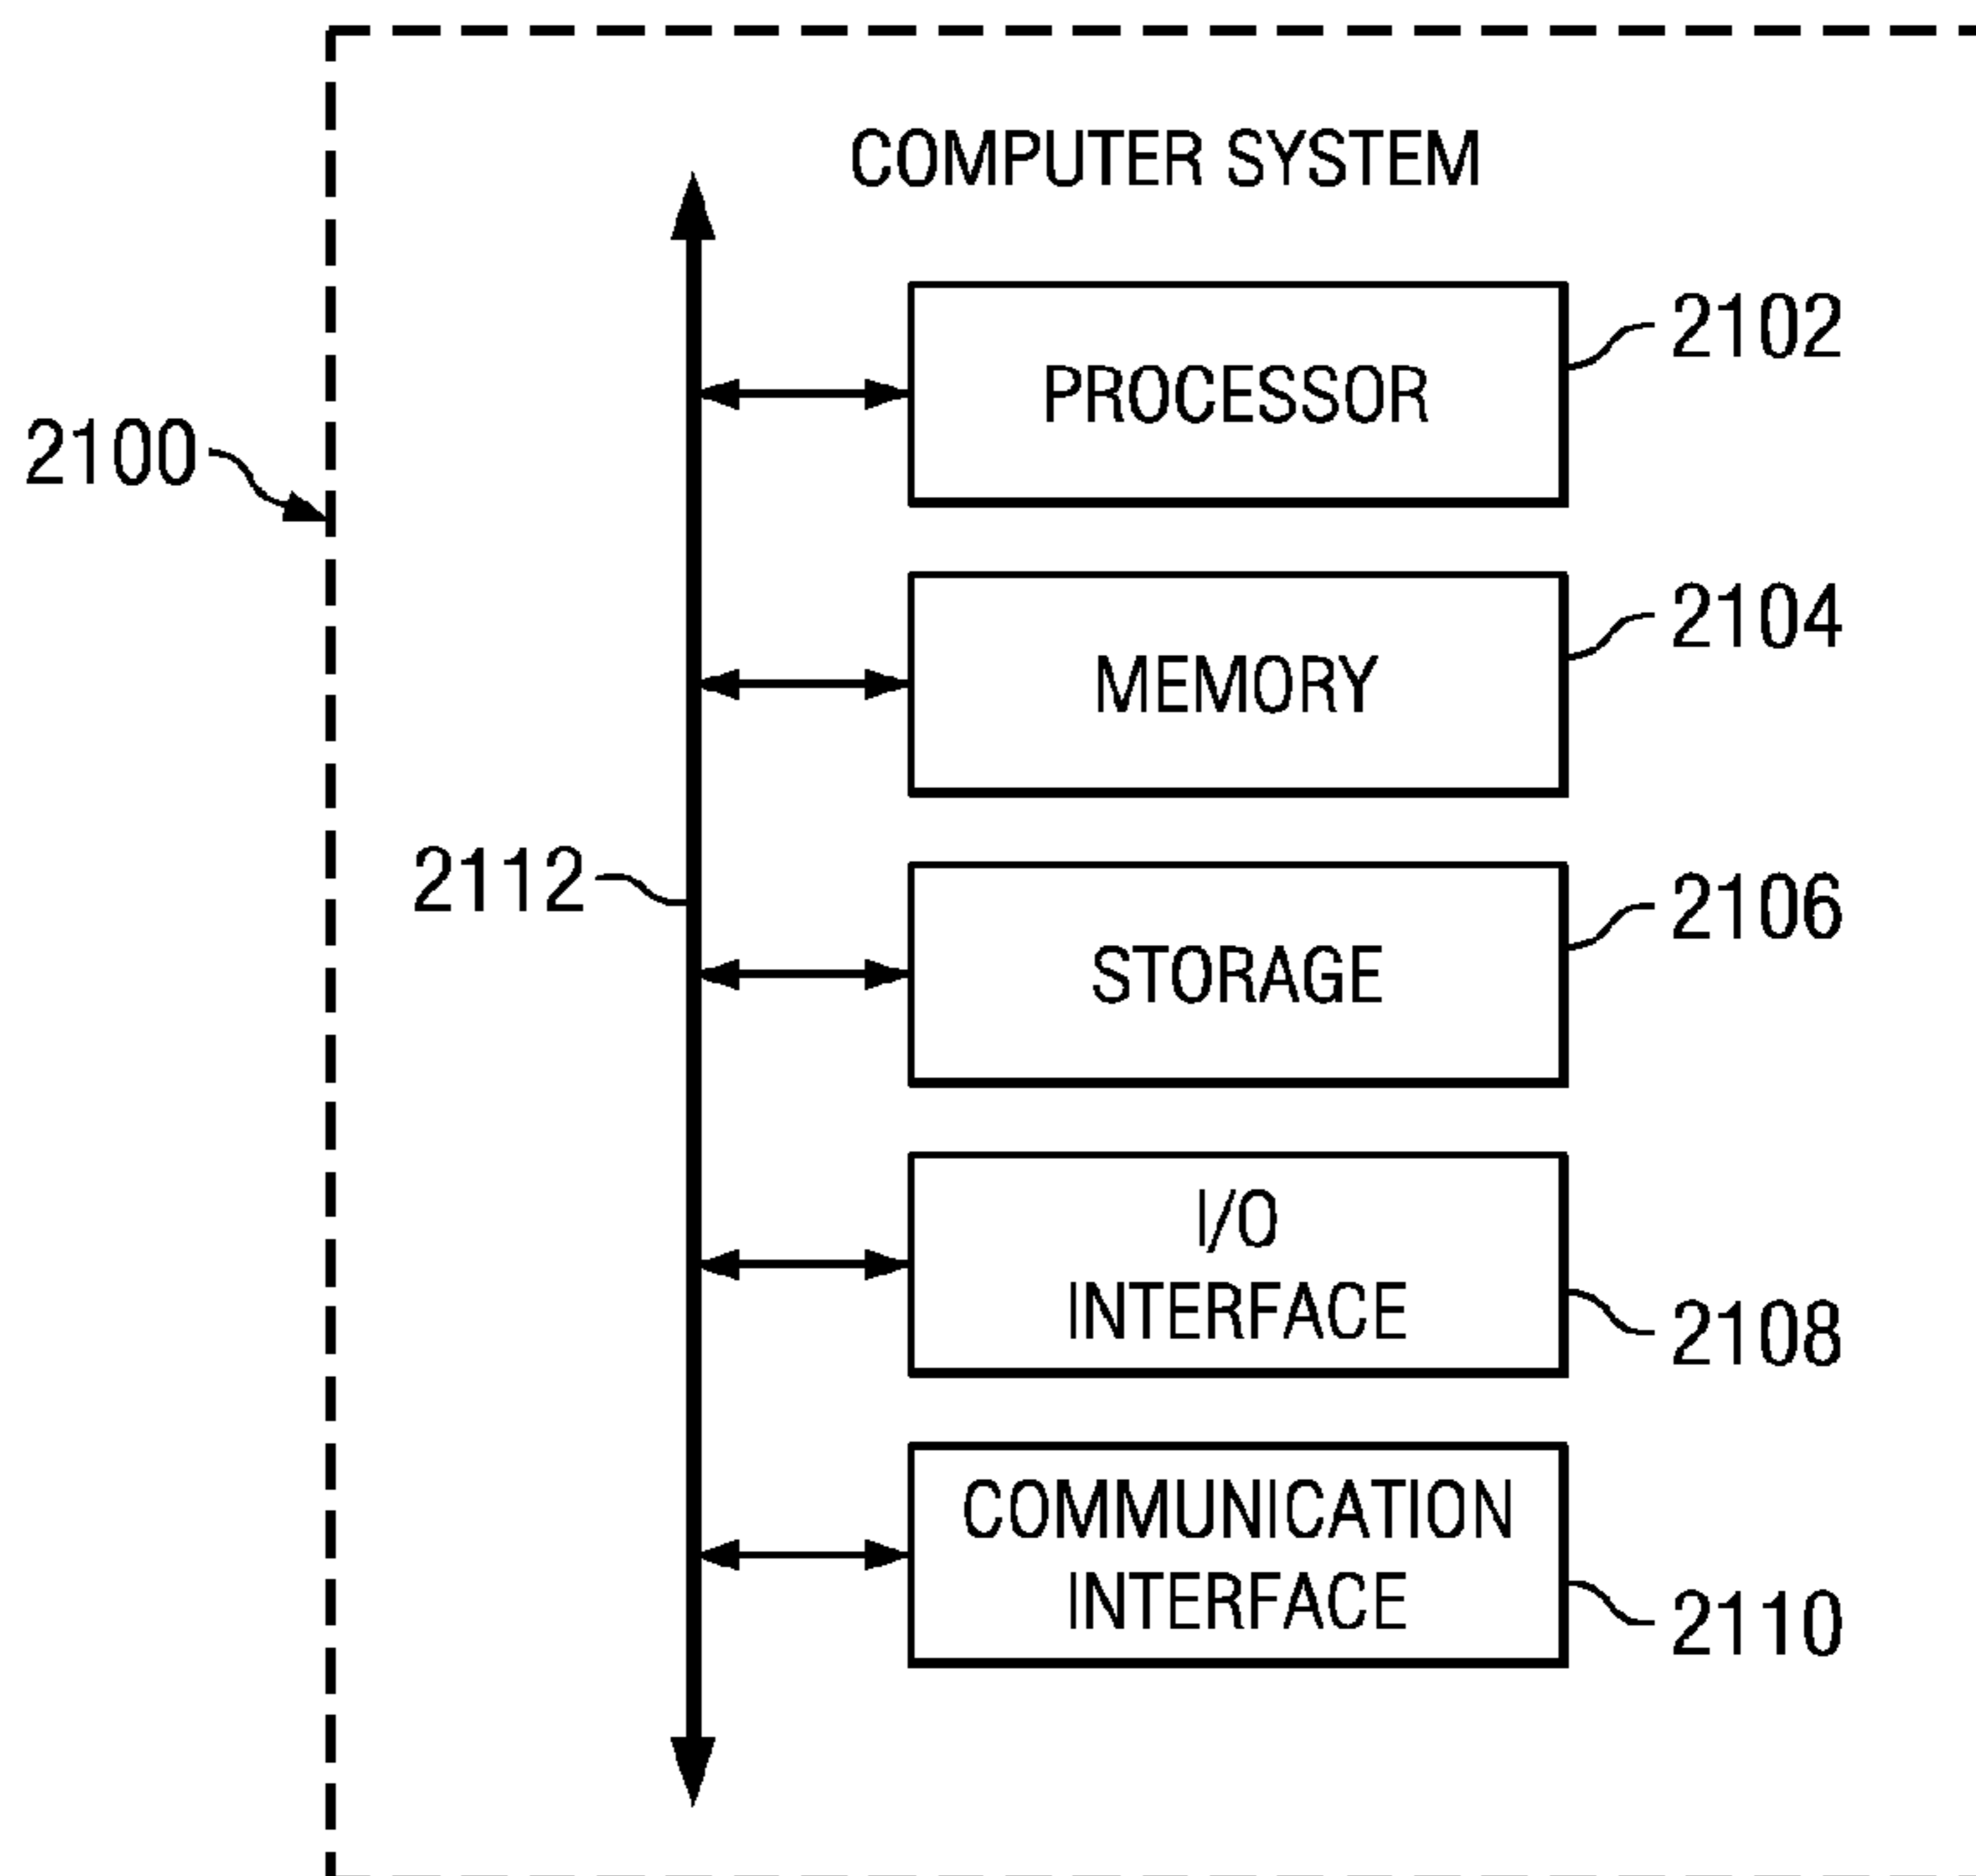 COMPUTER SYSTEM
2102
PROCESSOR
2100
2104
MEMORY
2112
2106
STORAGE
I/O
INTERFACE
2108
COMMUNICATION
INTERFACE
2110